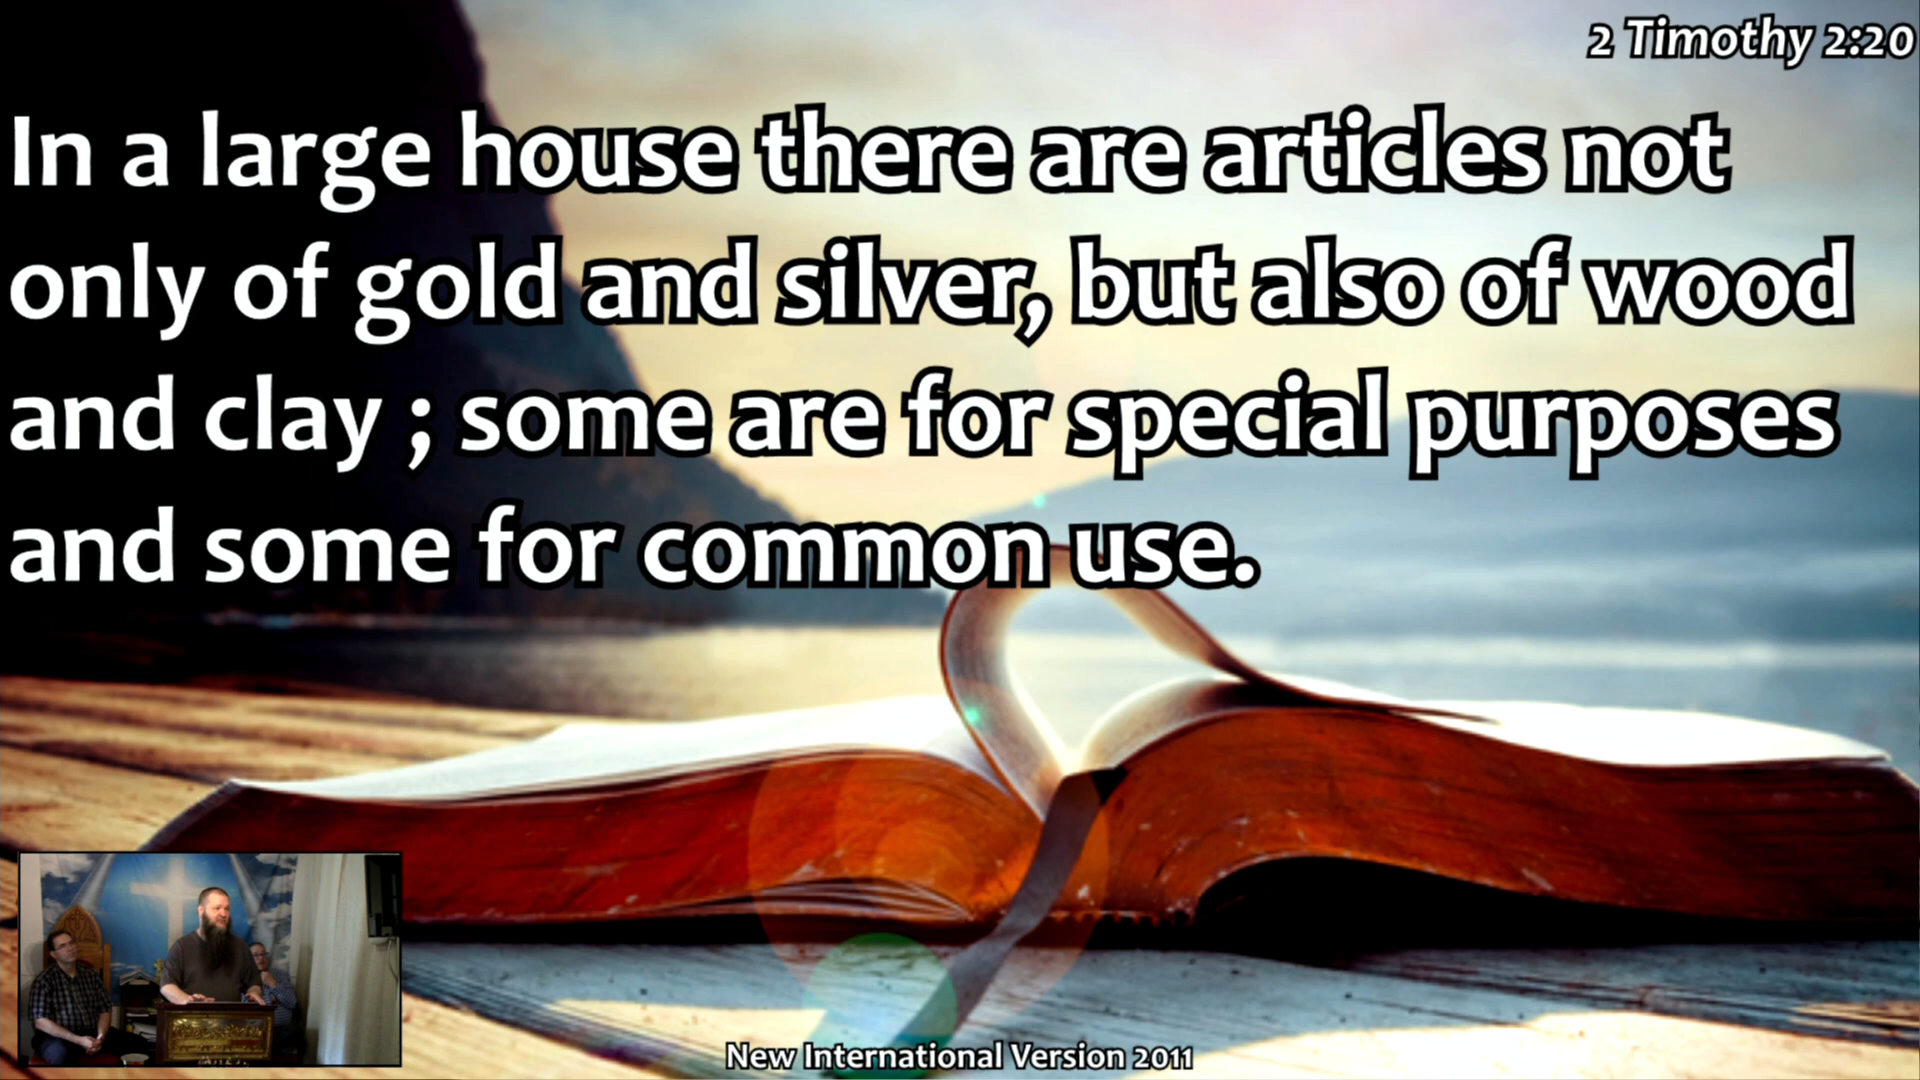 2 Timothy 2:20
In a large house there are articles not
only of gold and silver, but also of wood
and clay ; some are for special purposes
and some for common use.
New International Version 2011